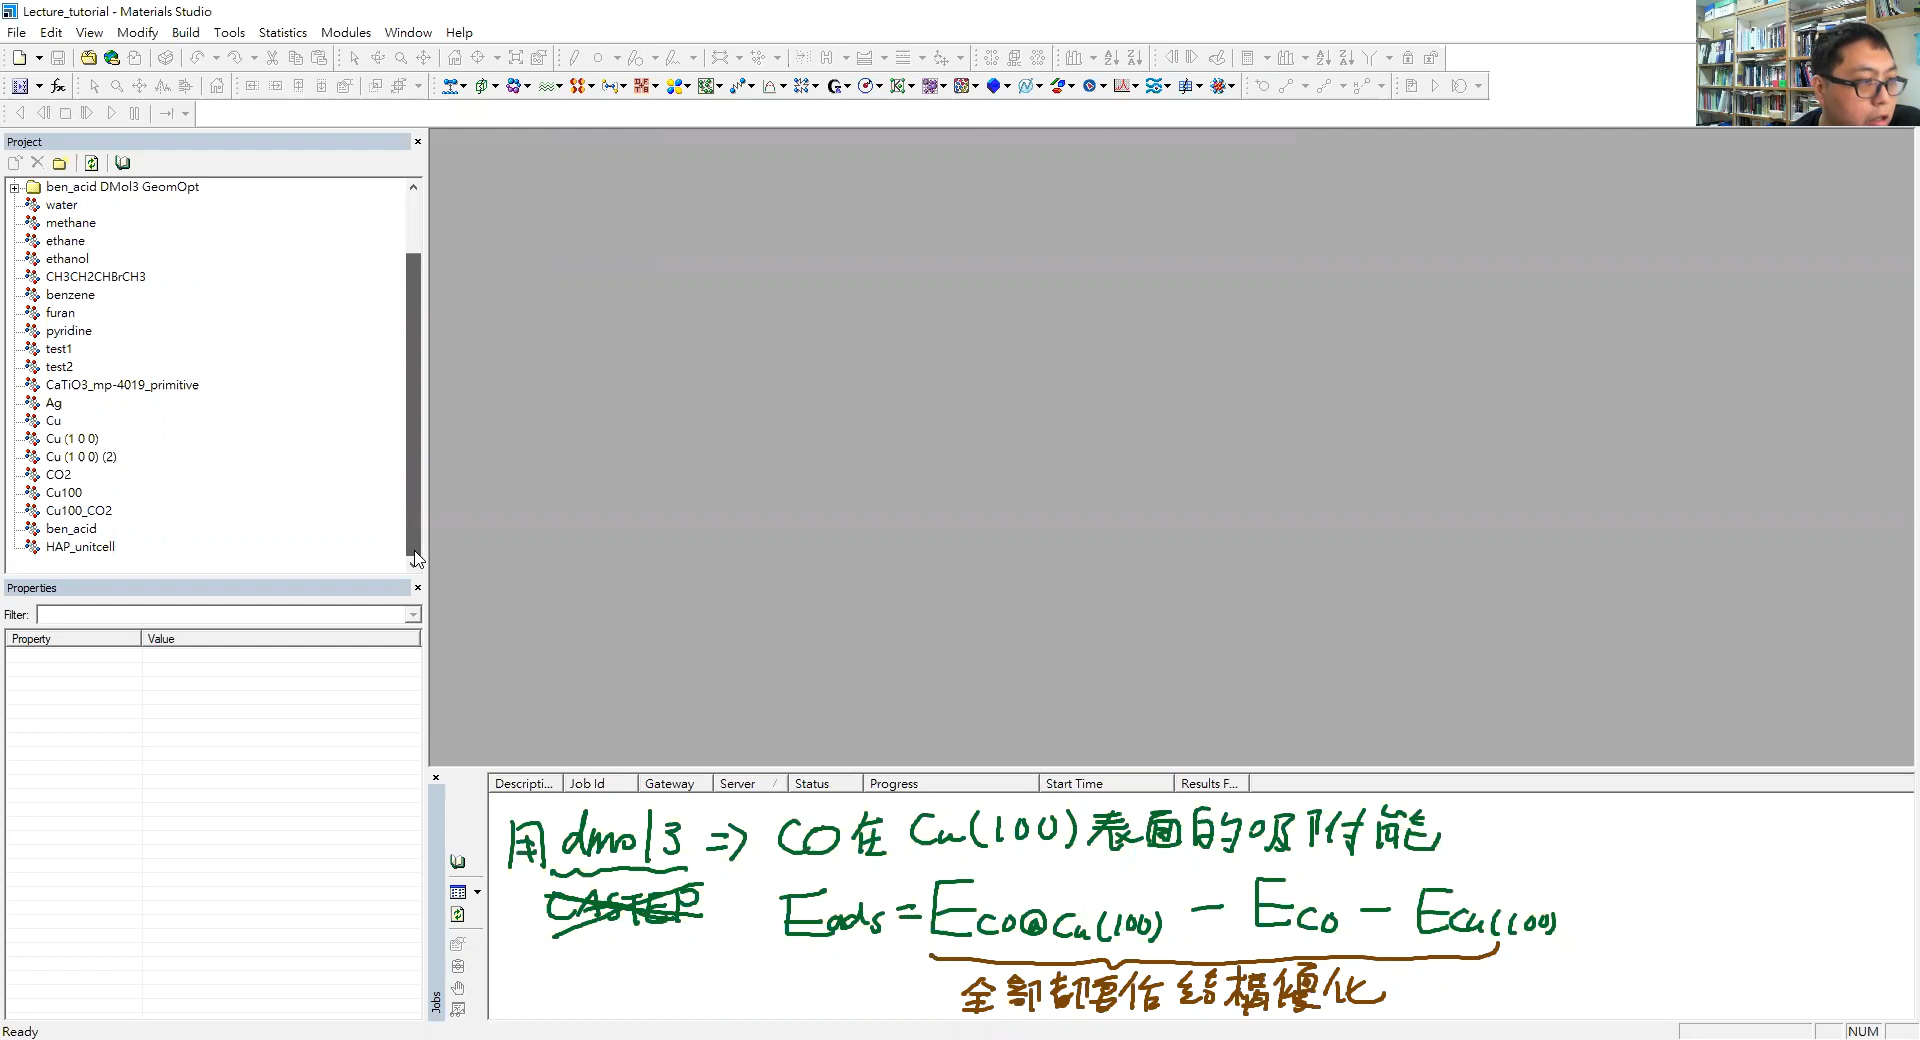 Lecture_tutorial - Materials Studio
File Edit View Modify Build Tools Statistics Modules Window Help
Project
ben_acid DMol3 GeomOpt
water
methane
ethane
ethanol
CH3CH2CHBrCH3
benzene
furan
pyridine
test1
test2
CaTiO3_mp-4019_primitive
Ag
Cu
Cu (1 0 0)
Cu (1 0 0) (2)
CO2
Cu100
Cu100_CO2
ben_acid
HAP_unitcell
Properties
Filter:
Property Value
Descripti... Job Id Gateway Server / Status Progress Start Time Results F...
用 dmol3 => CO在 Cu(100)表面的吸附能
CASTEP Eads = ECO@Cu(100) - ECO - ECu(100)
全部都要作結構優化
Jobs
Ready NUM